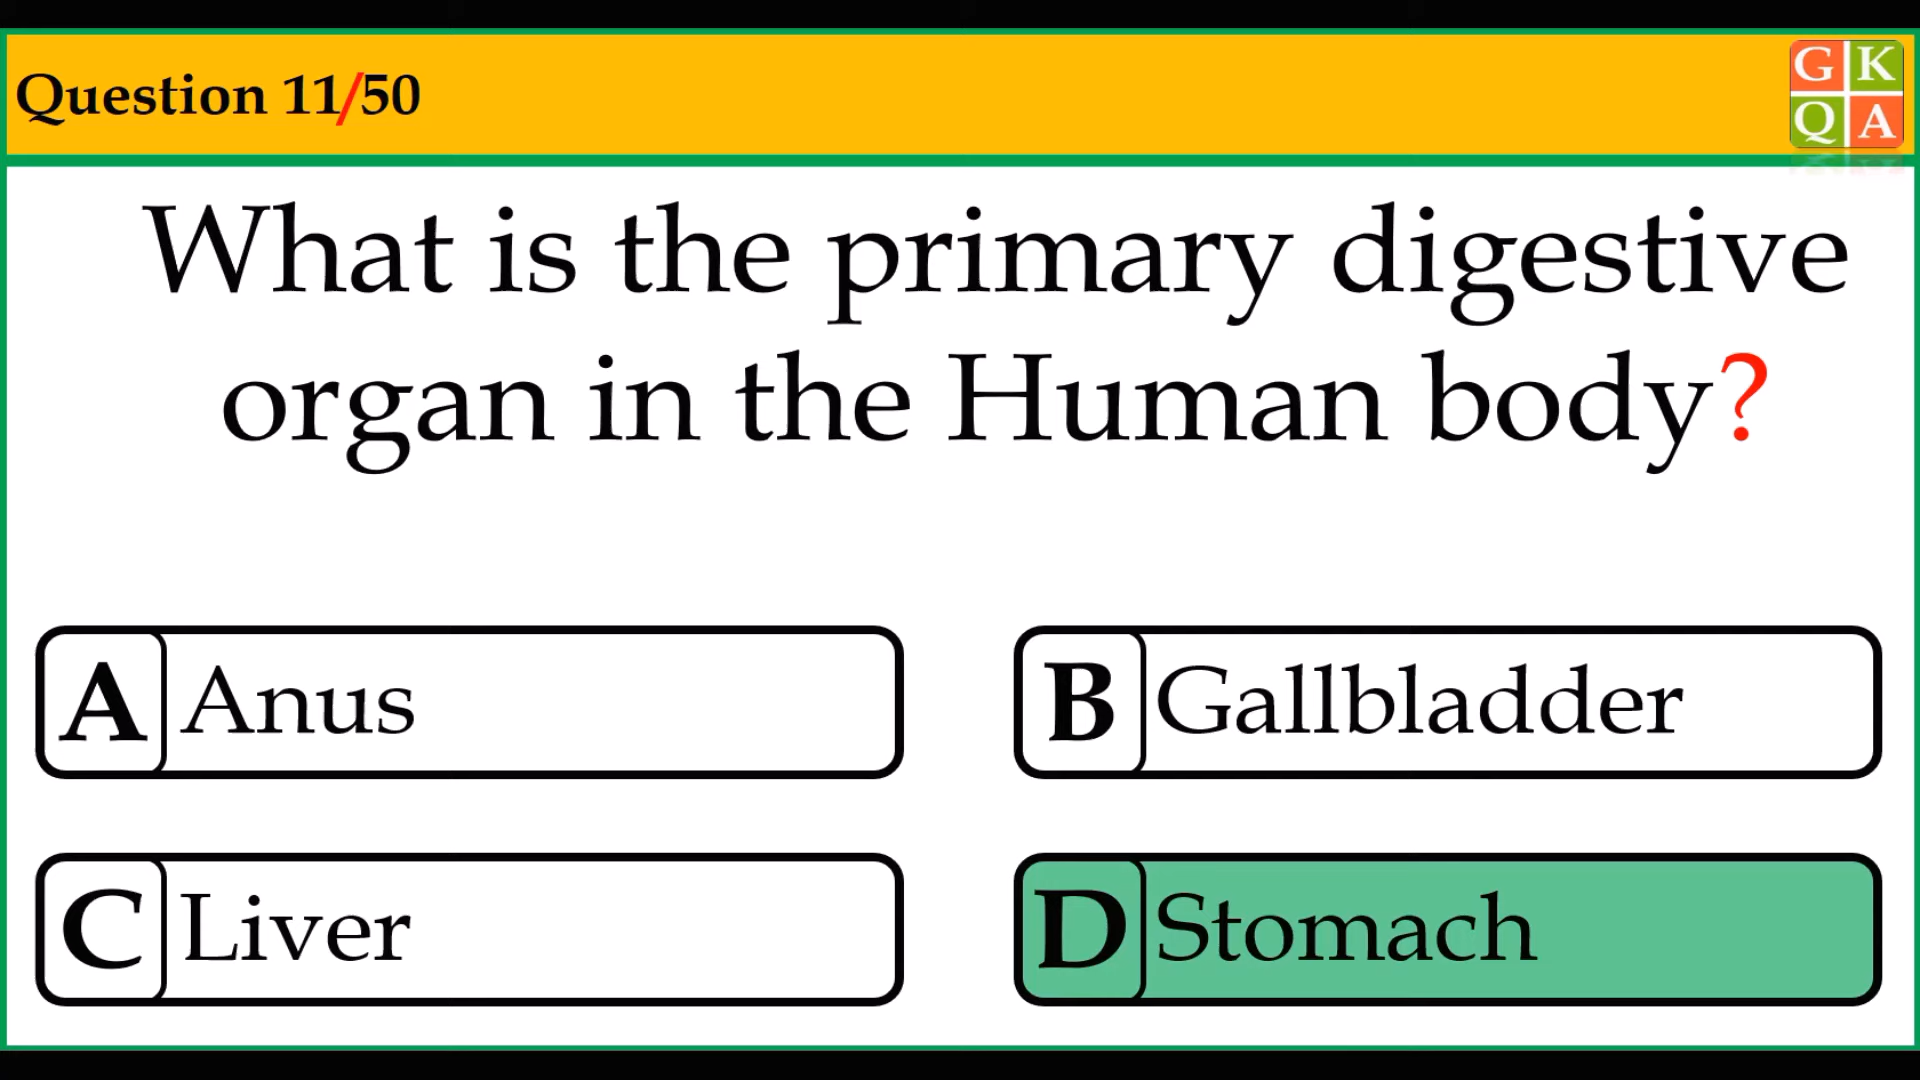 Question 11/50
G K
Q A
What is the primary digestive
organ in the Human body?
A Anus
B Gallbladder
C Liver
D Stomach